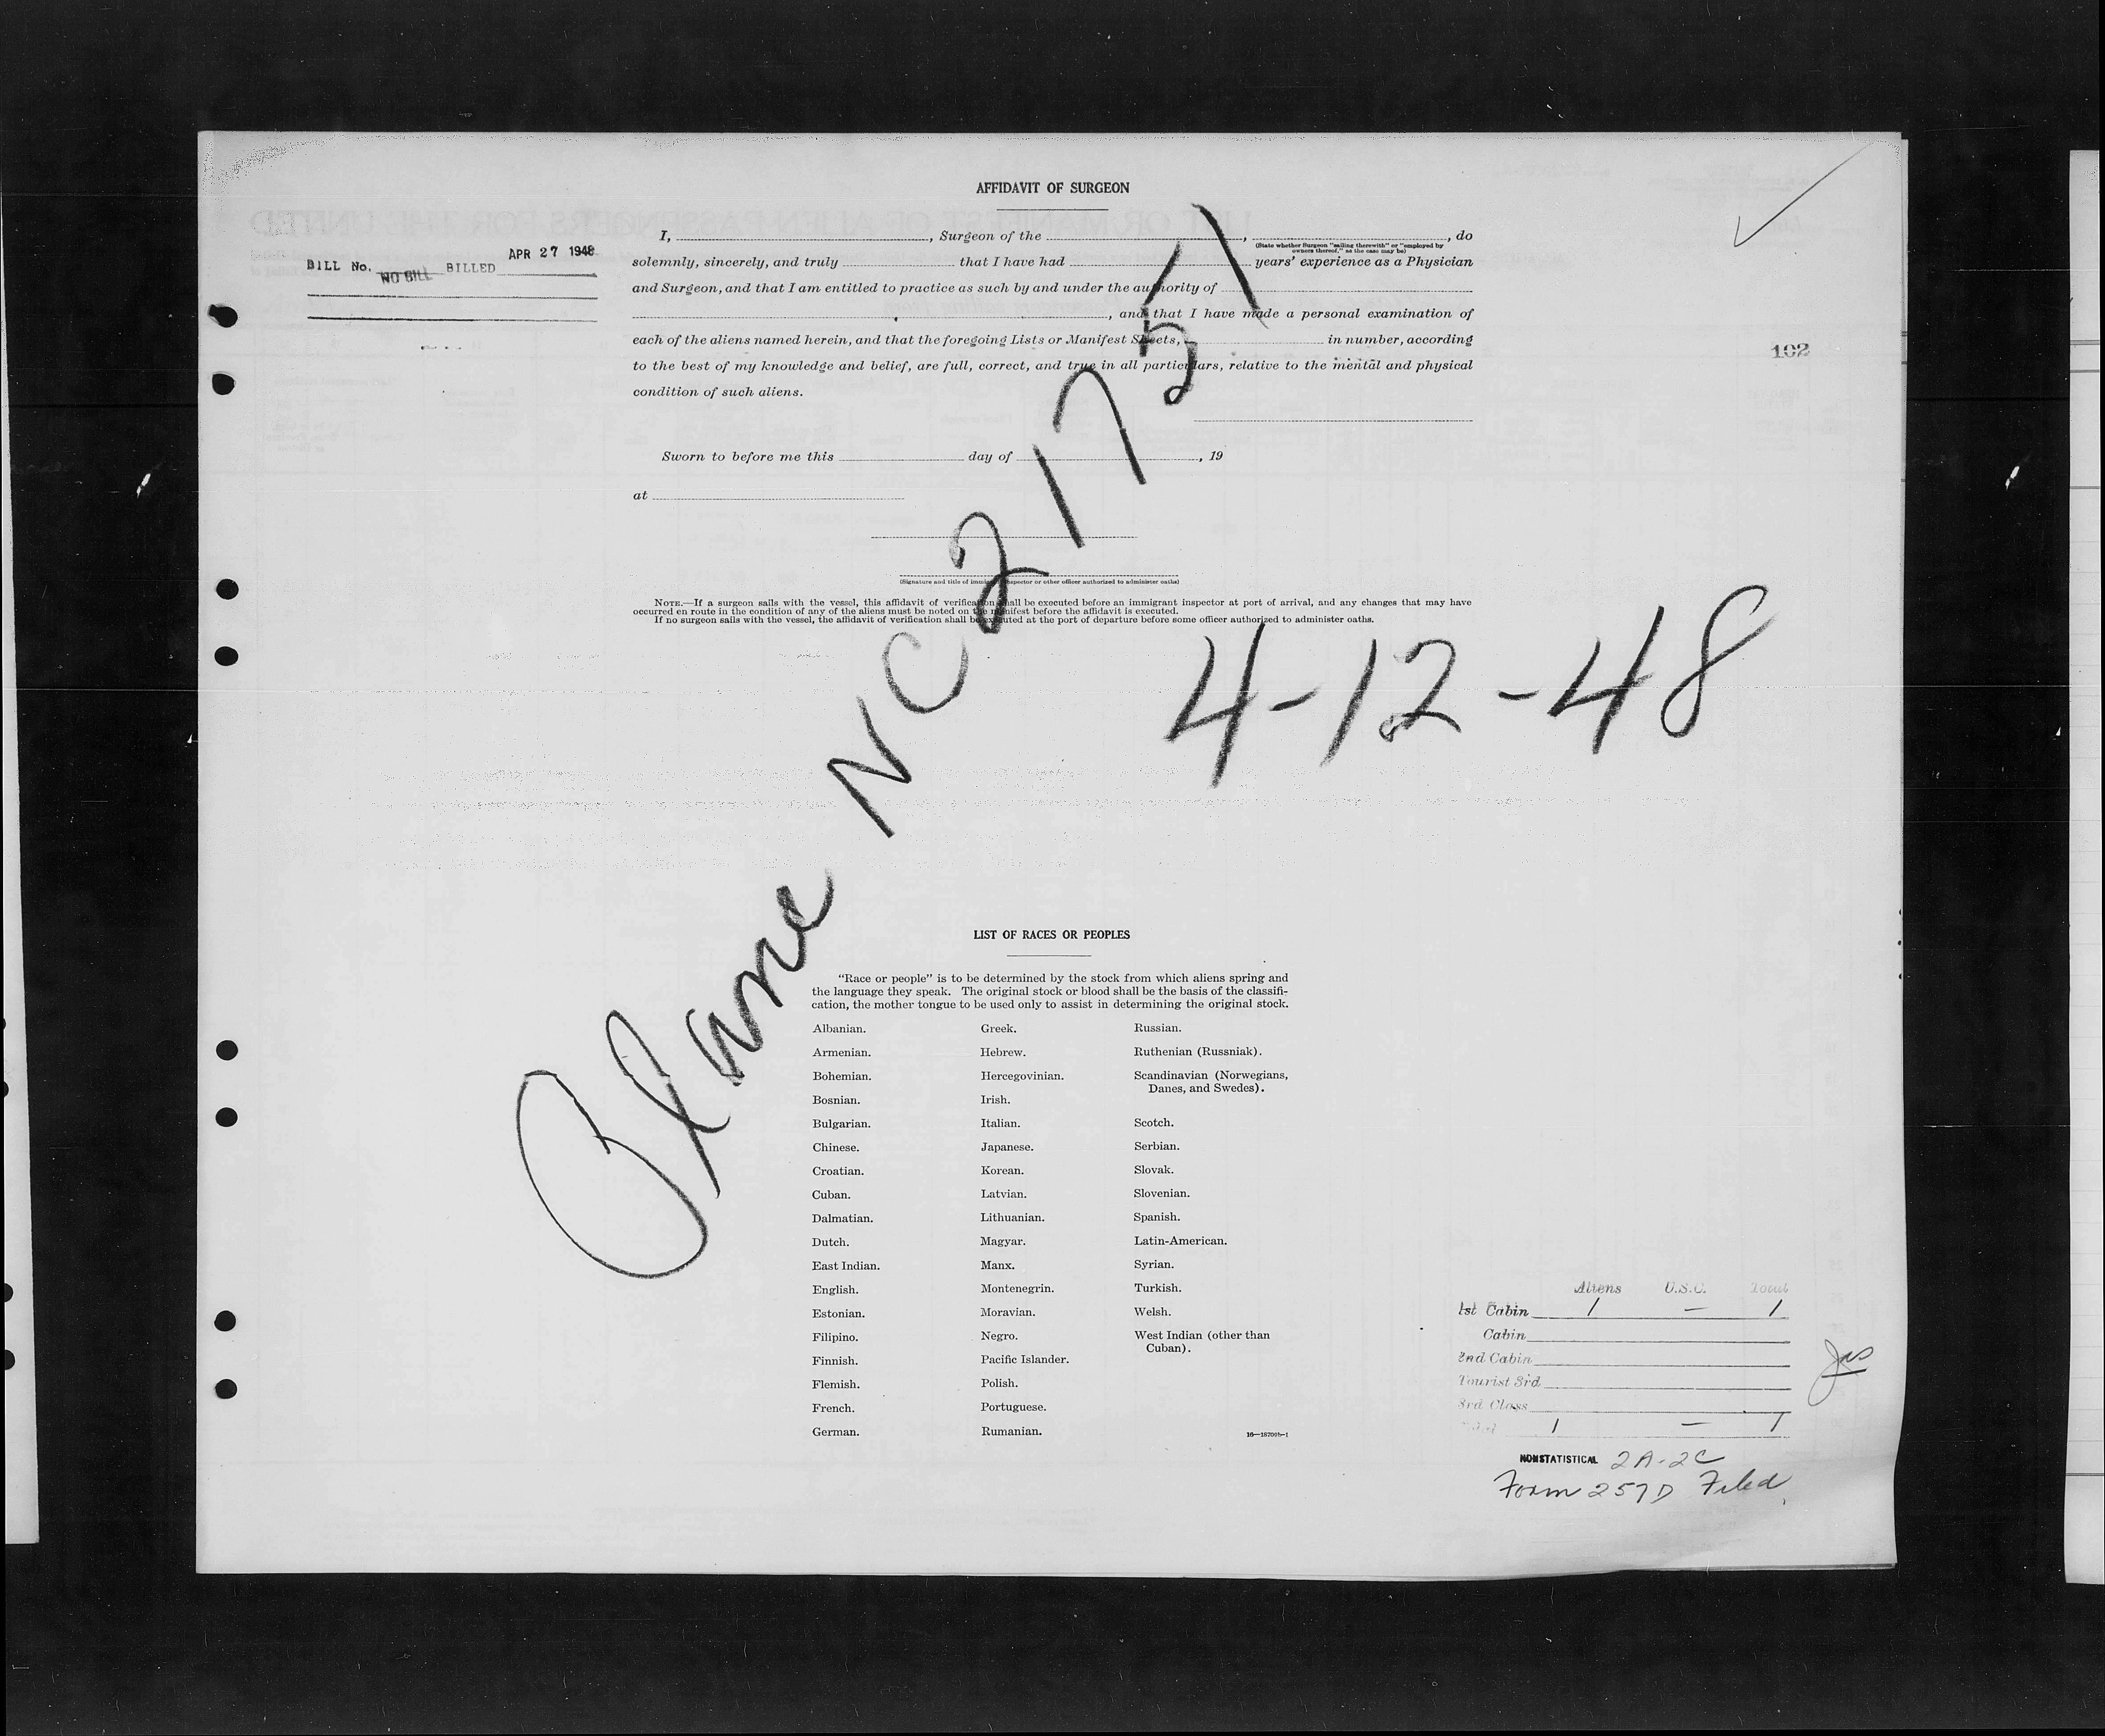 AFFIDAVIT OF SURGEON
BILL No. NO BILL BILLED APR 27 1948
I, , Surgeon of the , , do
(State whether Surgeon "sailing therewith" or "employed by
owners thereof," as the case may be)
solemnly, sincerely, and truly that I have had years' experience as a Physician
and Surgeon, and that I am entitled to practice as such by and under the authority of
, and that I have made a personal examination of
each of the aliens named herein, and that the foregoing Lists or Manifest Sheets, in number, according
to the best of my knowledge and belief, are full, correct, and true in all particulars, relative to the mental and physical
condition of such aliens.
102
Sworn to before me this day of , 19
at
(Signature and title of immigrant inspector or other officer authorized to administer oaths)
NOTE.—If a surgeon sails with the vessel, this affidavit of verification shall be executed before an immigrant inspector at port of arrival, and any changes that may have
occurred en route in the condition of any of the aliens must be noted on the manifest before the affidavit is executed.
If no surgeon sails with the vessel, the affidavit of verification shall be executed at the port of departure before some officer authorized to administer oaths.
Plane NC 21757
4-12-48
LIST OF RACES OR PEOPLES
"Race or people" is to be determined by the stock from which aliens spring and
the language they speak. The original stock or blood shall be the basis of the classifi-
cation, the mother tongue to be used only to assist in determining the original stock.
Albanian. Greek. Russian.
Armenian. Hebrew. Ruthenian (Russniak).
Bohemian. Hercegovinian. Scandinavian (Norwegians,
Danes, and Swedes).
Bosnian. Irish.
Bulgarian. Italian. Scotch.
Chinese. Japanese. Serbian.
Croatian. Korean. Slovak.
Cuban. Latvian. Slovenian.
Dalmatian. Lithuanian. Spanish.
Dutch. Magyar. Latin-American.
East Indian. Manx. Syrian.
English. Montenegrin. Turkish.
Estonian. Moravian. Welsh.
Filipino. Negro. West Indian (other than
Cuban).
Finnish. Pacific Islander.
Flemish. Polish.
French. Portuguese.
German. Rumanian.
16—18700b-1
Aliens U.S.C. Total
1st Cabin 1 — 1
Cabin
2nd Cabin
Tourist 3rd
3rd Class
Total 1 — 1
NONSTATISTICAL 2A-2C
Form 257D Filed